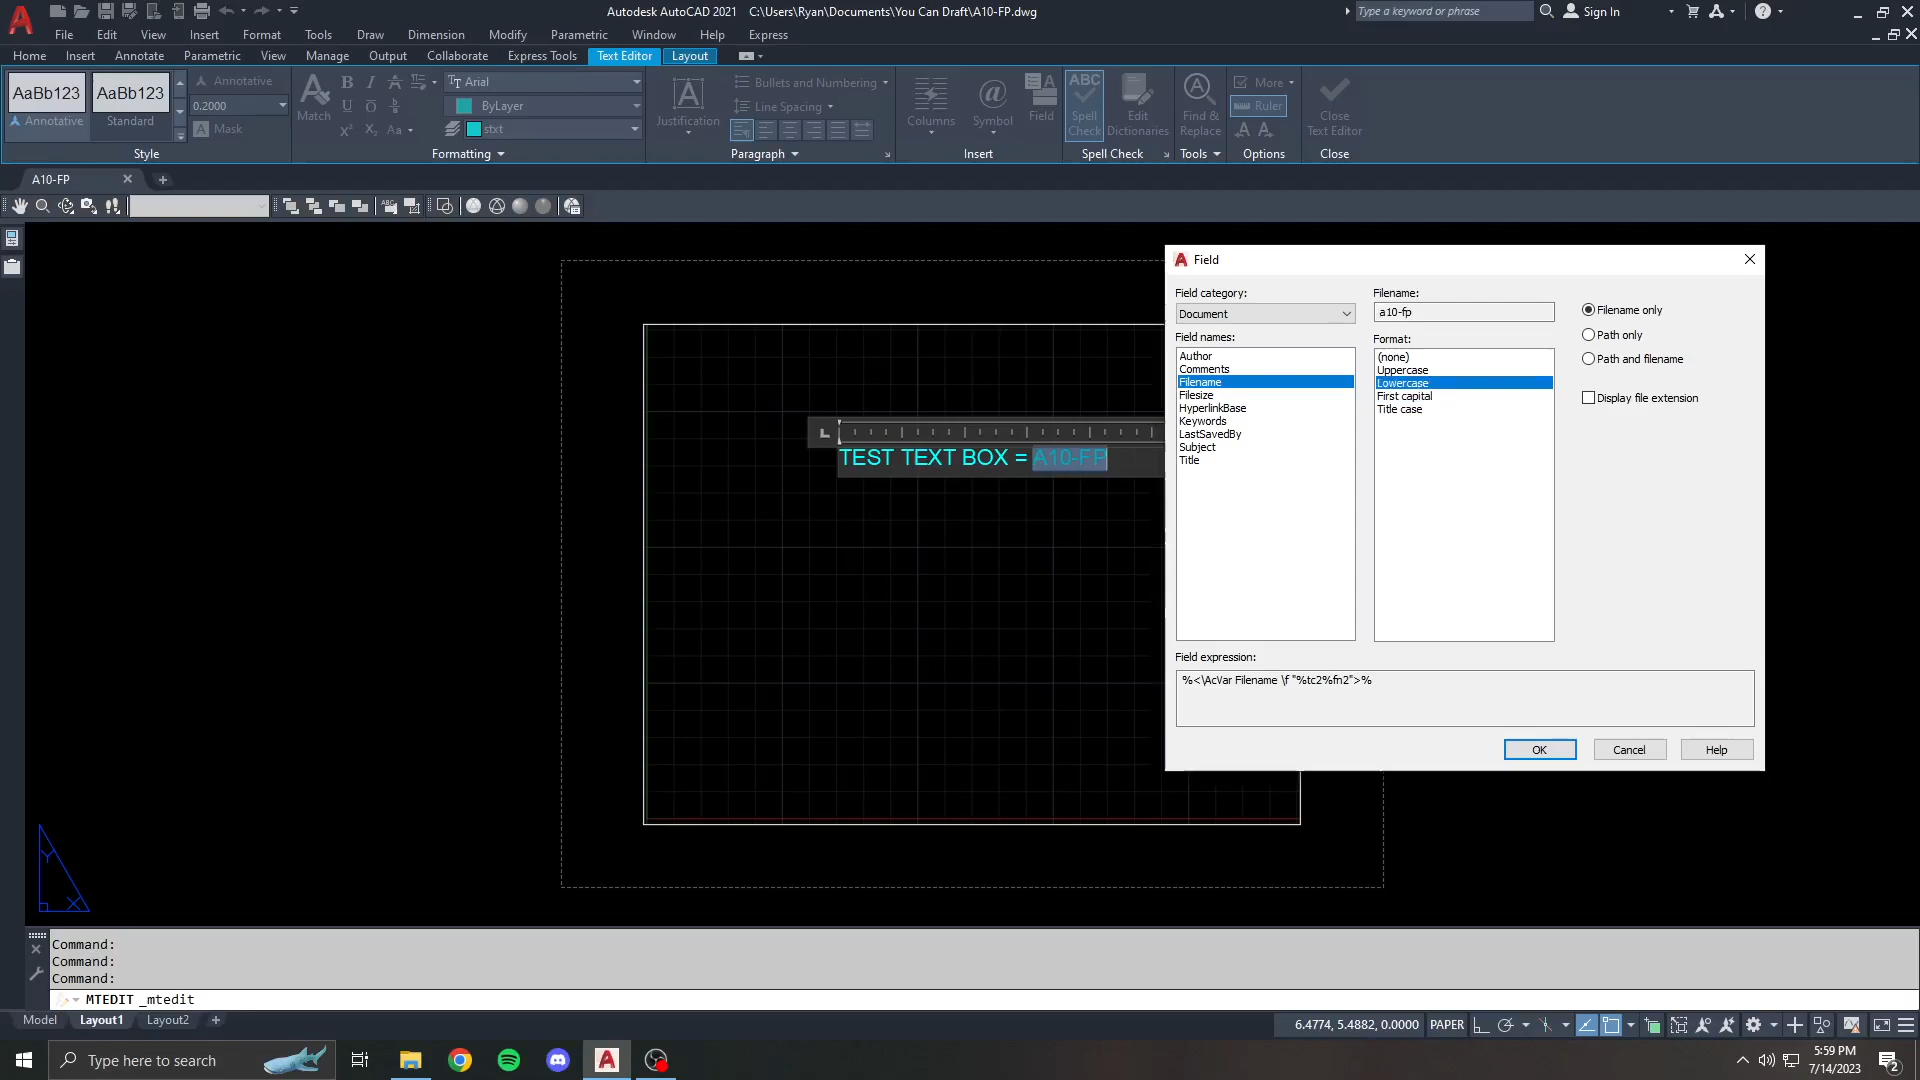 Autodesk AutoCAD 2021 C:\Users\Ryan\Documents\You Can Draft\A10-FP.dwg
Type a keyword or phrase
Sign In
File Edit View Insert Format Tools Draw Dimension Modify Parametric Window Help Express
Home Insert Annotate Parametric View Manage Output Collaborate Express Tools Text Editor Layout
AaBb123 AaBb123
Annotative Standard
Annotative
0.2000
Mask
Style
Match
Arial
ByLayer
stxt
Formatting
Justification
Bullets and Numbering
Line Spacing
Paragraph
Columns
Symbol
Field
Insert
ABC
Spell
Check
Edit
Dictionaries
Spell Check
Find &
Replace
Tools
More
Ruler
Options
Close
Text Editor
Close
A10-FP
TEST TEXT BOX = A10-FP
Field
Field category:
Document
Field names:
Author
Comments
Filename
Filesize
HyperlinkBase
Keywords
LastSavedBy
Subject
Title
Filename:
a10-fp
Format:
(none)
Uppercase
Lowercase
First capital
Title case
Filename only
Path only
Path and filename
Display file extension
Field expression:
%<\AcVar Filename \f "%tc2%fn2">%
OK Cancel Help
Y
X
Command:
Command:
Command:
MTEDIT _mtedit
Model Layout1 Layout2
6.4774, 5.4882, 0.0000 PAPER
Type here to search
5:59 PM
7/14/2023
2